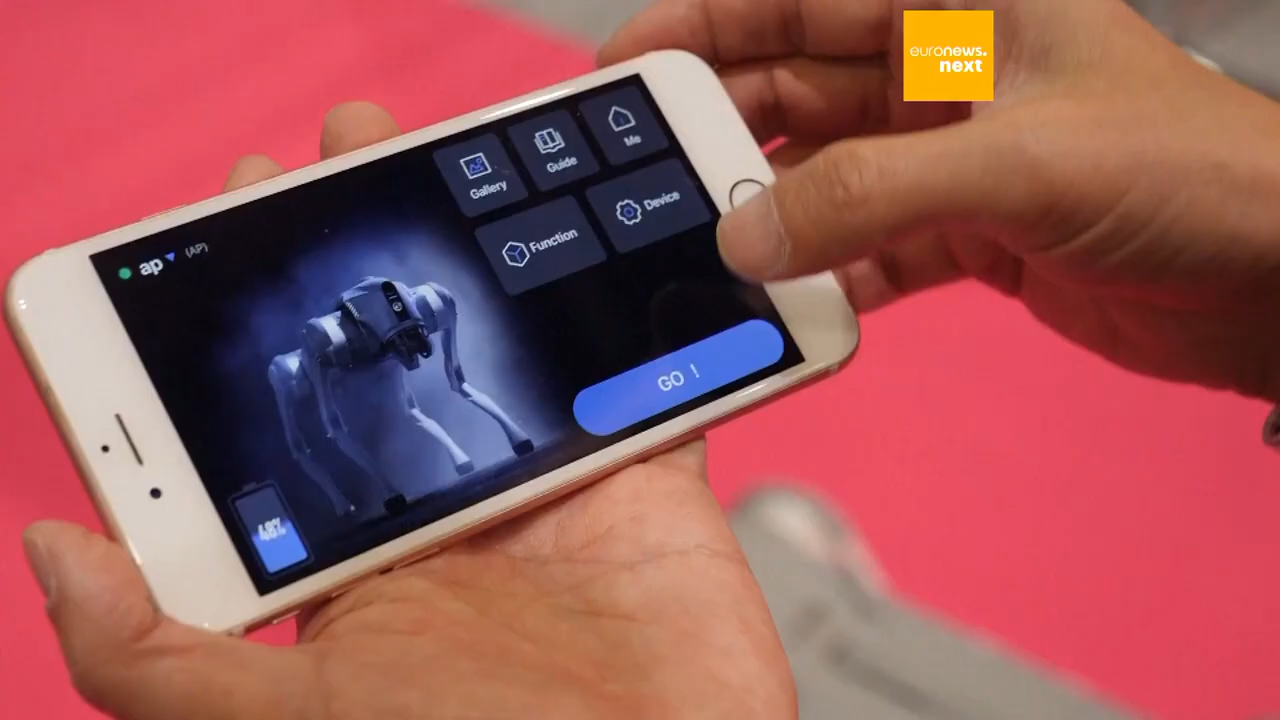 euronews.
next
Gallery
Guide
Me
Function
Device
ap (AP)
GO !